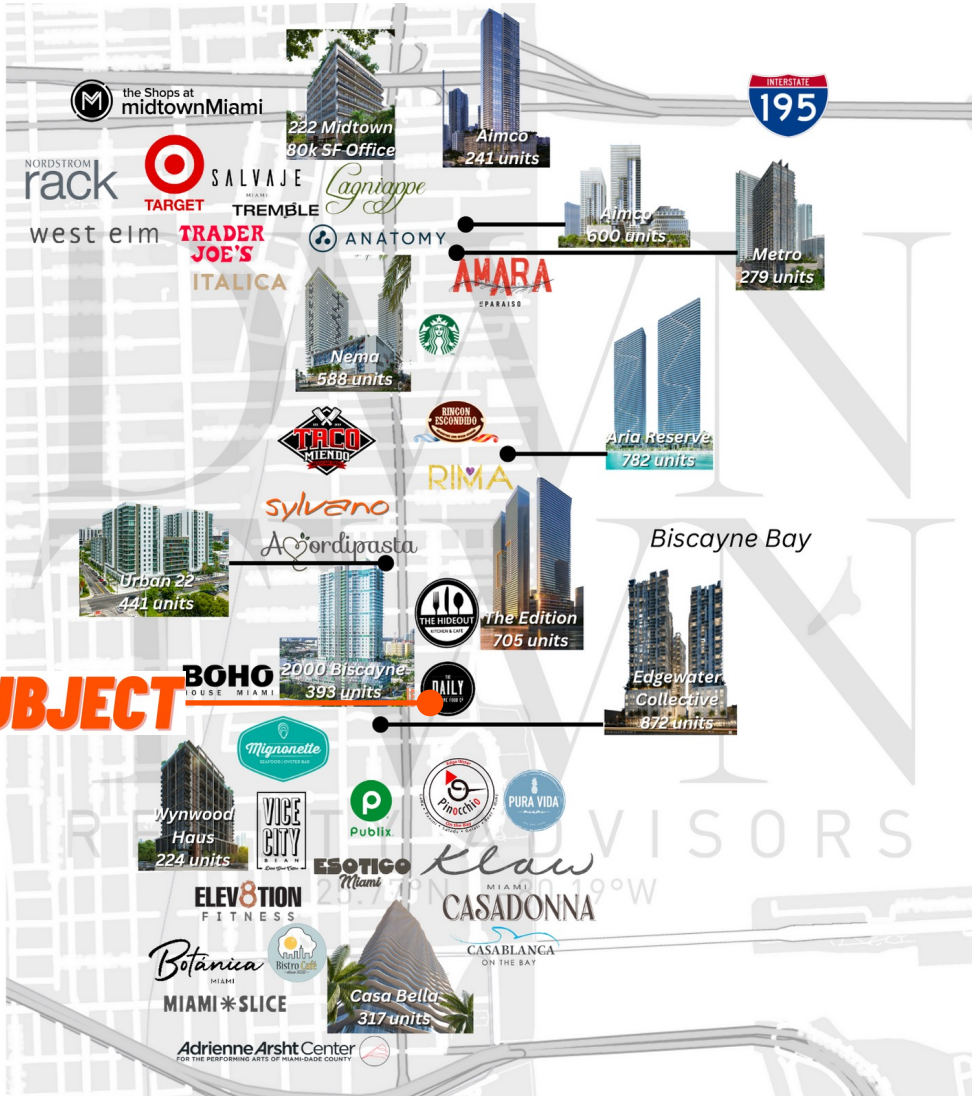 the Shops at
midtownMiami
222 Midtown
80k SF Office
Aimco
241 units
INTERSTATE
195
NORDSTROM
rack
TARGET
SALVAJE
MIAMI
Lagniappe
TREMBLE
west elm
TRADER
JOE'S
ANATOMY
ITALICA
Aimco
600 units
Metro
279 units
AMARA
PARAISO
Nema
588 units
TACO
MIENDO
RINCON
ESCONDIDO
RIMA
Aria Reserve
782 units
sylvano
Amordipasta
Biscayne Bay
Urban 22
441 units
THE HIDEOUT
KITCHEN & CAFÉ
The Edition
705 units
BOHO
HOUSE MIAMI
2000 Biscayne
393 units
THE
DAILY
Edgewater
Collective
872 units
UBJECT
Mignonette
SEAFOOD | OYSTER BAR
Wynwood
Haus
224 units
VICE
CITY
BEAN
Publix
Pinocchio
PURA VIDA
miami
ESOTICO
Miami
Klaw
MIAMI
ELEV8TION
FITNESS
CASADONNA
CASABLANCA
ON THE BAY
Botánica
MIAMI
Bistro Café
MIAMI SLICE
Casa Bella
317 units
Adrienne Arsht Center
FOR THE PERFORMING ARTS OF MIAMI-DADE COUNTY
DWN
TWN
REALTY ADVISORS